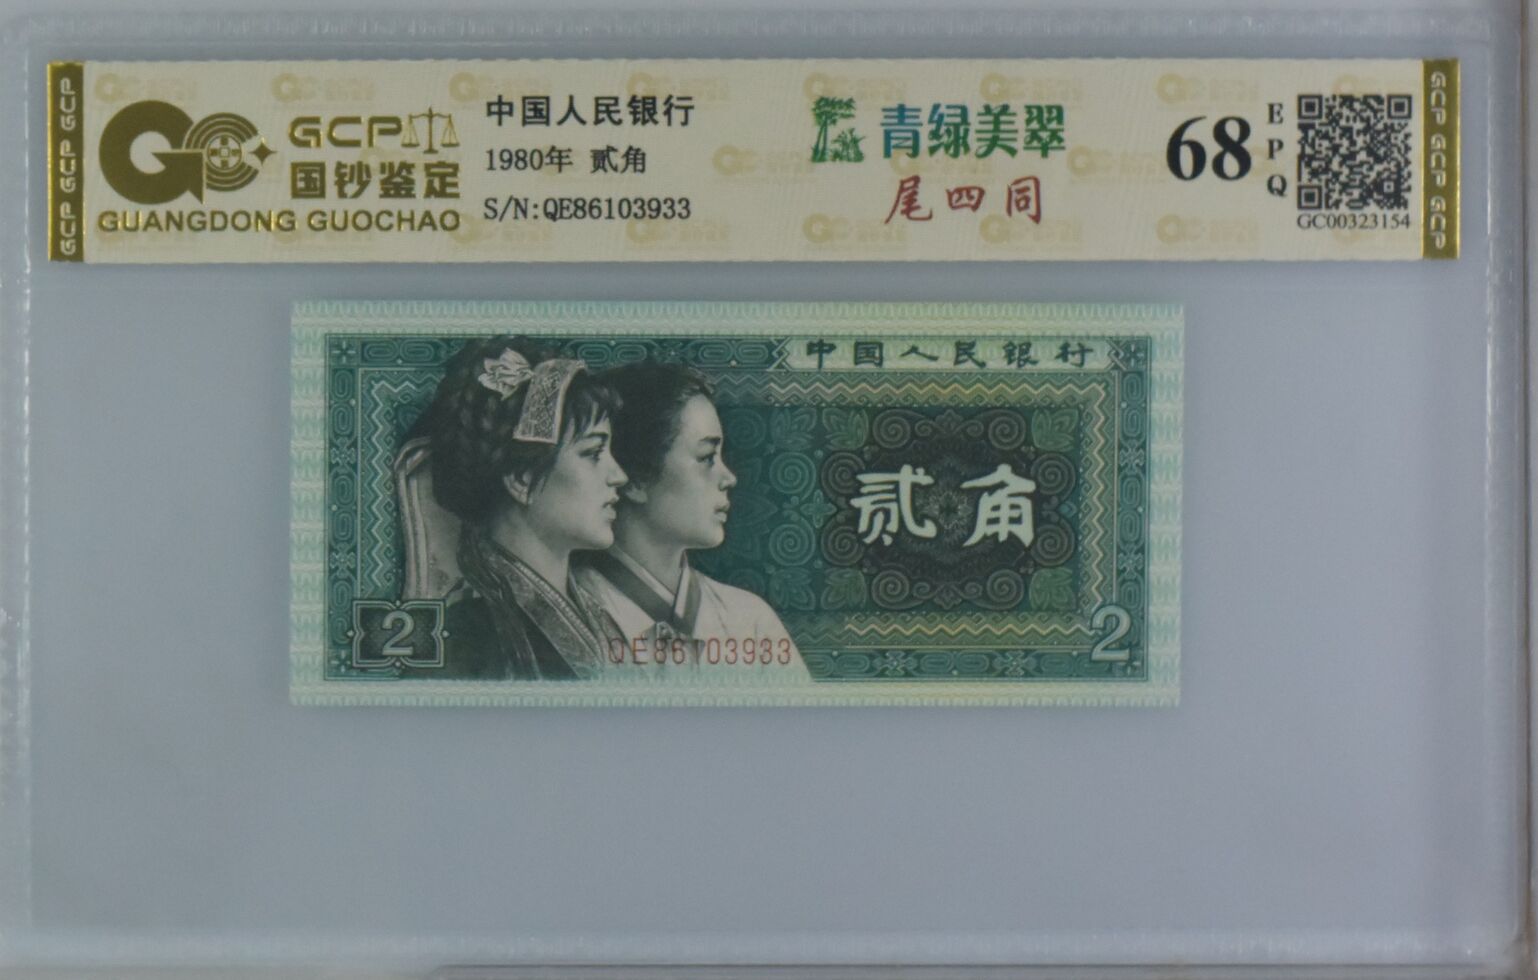 GCP GCP GCP
GCP
国钞鉴定
GUANGDONG GUOCHAO
中国人民银行
1980年 贰角
S/N:QE86103933
青绿美翠
尾四同
68
EPQ
GC00323154
GCP GCP GCP
中国人民银行
贰角
2
QE86103933
2